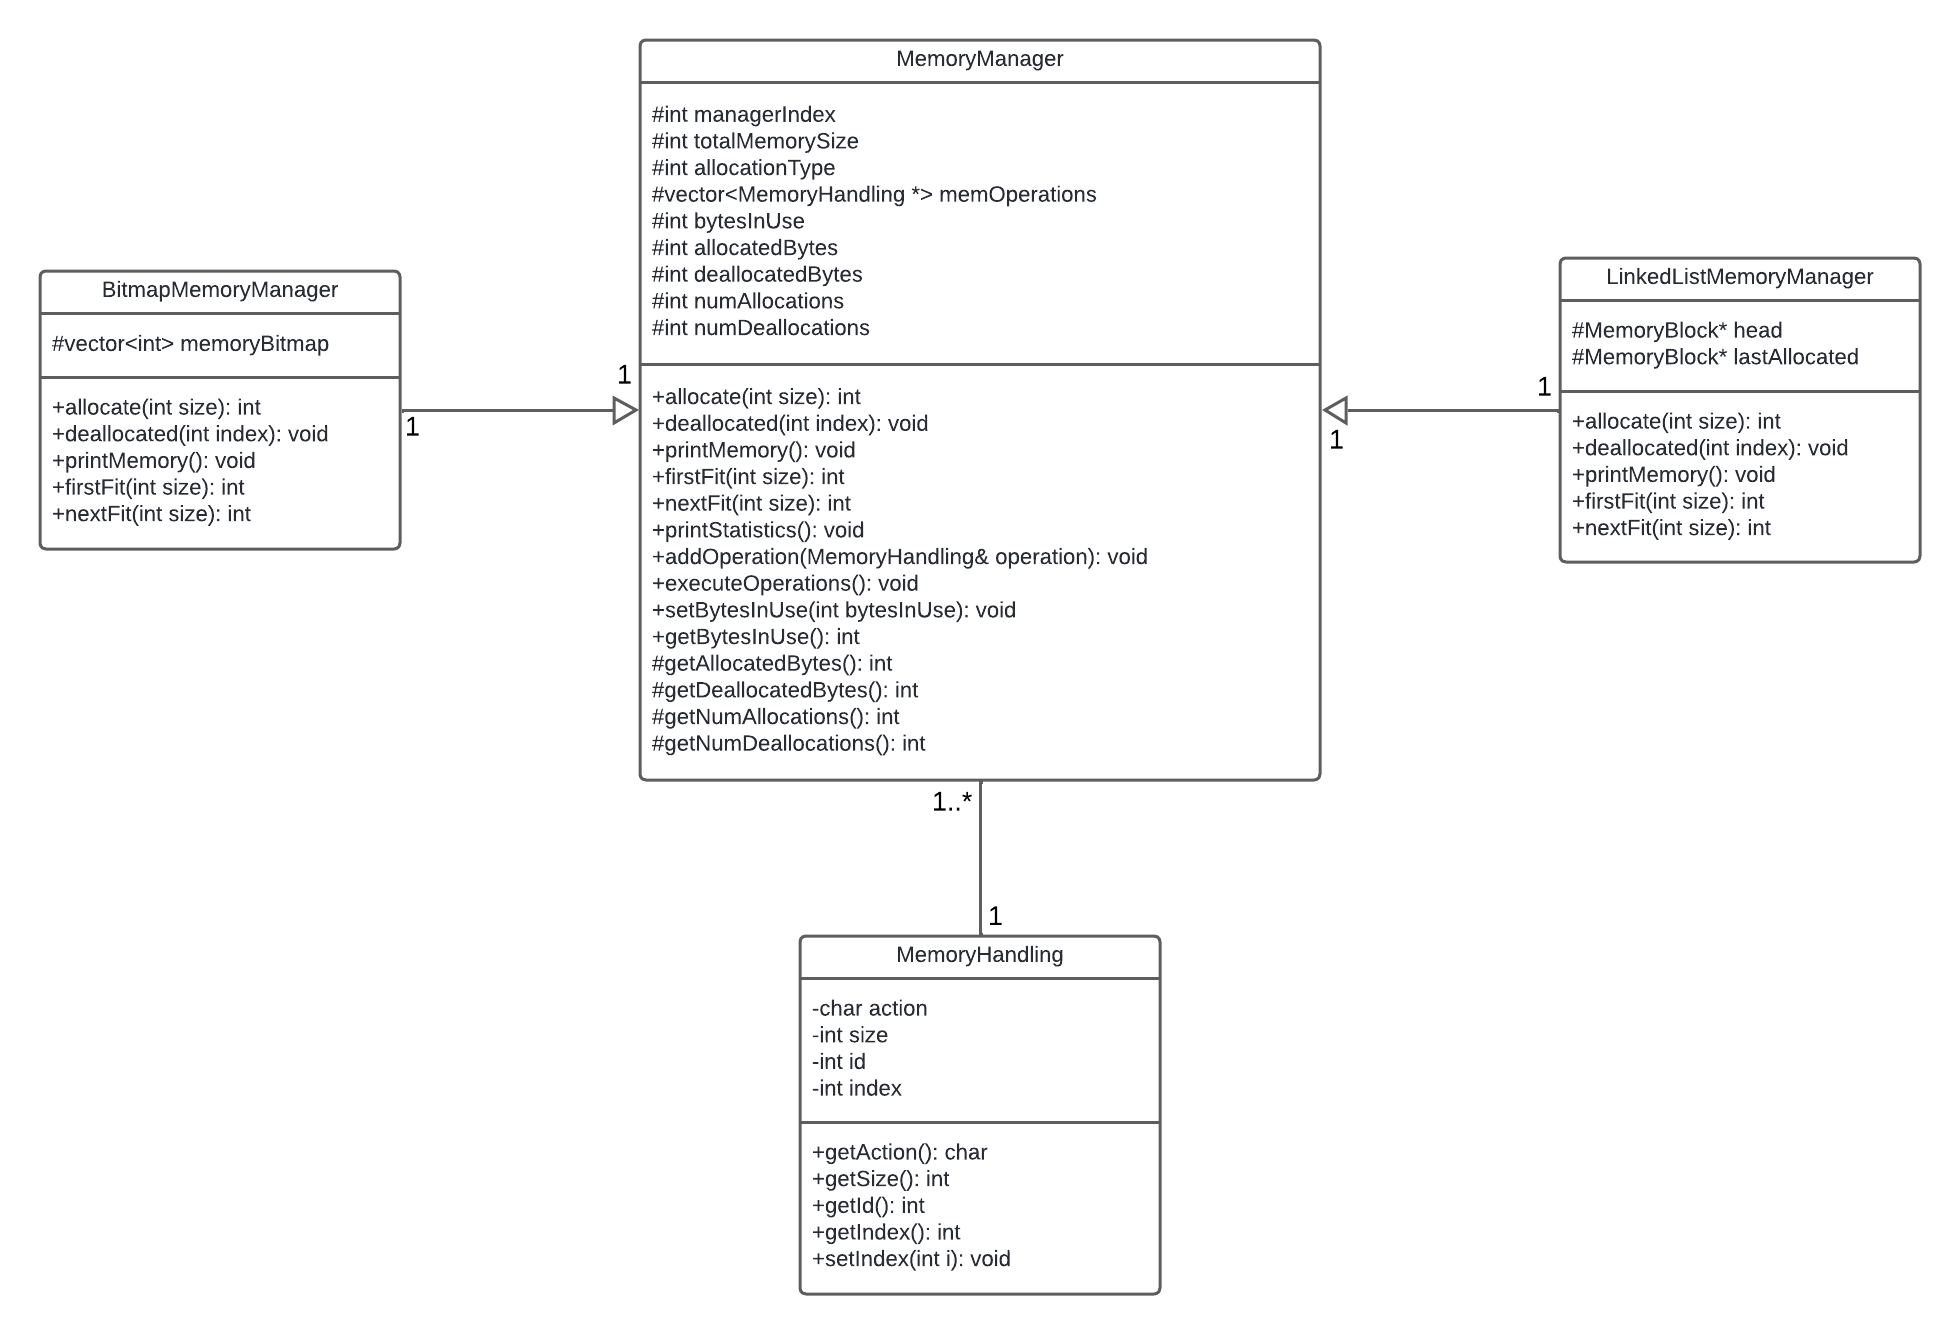 MemoryManager
#int managerIndex
#int totalMemorySize
#int allocationType
#vector<MemoryHandling *> memOperations
#int bytesInUse
#int allocatedBytes
#int deallocatedBytes
#int numAllocations
#int numDeallocations
+allocate(int size): int
+deallocated(int index): void
+printMemory(): void
+firstFit(int size): int
+nextFit(int size): int
+printStatistics(): void
+addOperation(MemoryHandling& operation): void
+executeOperations(): void
+setBytesInUse(int bytesInUse): void
+getBytesInUse(): int
#getAllocatedBytes(): int
#getDeallocatedBytes(): int
#getNumAllocations(): int
#getNumDeallocations(): int
BitmapMemoryManager
#vector<int> memoryBitmap
+allocate(int size): int
+deallocated(int index): void
+printMemory(): void
+firstFit(int size): int
+nextFit(int size): int
1
1
LinkedListMemoryManager
#MemoryBlock* head
#MemoryBlock* lastAllocated
+allocate(int size): int
+deallocated(int index): void
+printMemory(): void
+firstFit(int size): int
+nextFit(int size): int
1
1
1..*
1
MemoryHandling
-char action
-int size
-int id
-int index
+getAction(): char
+getSize(): int
+getId(): int
+getIndex(): int
+setIndex(int i): void